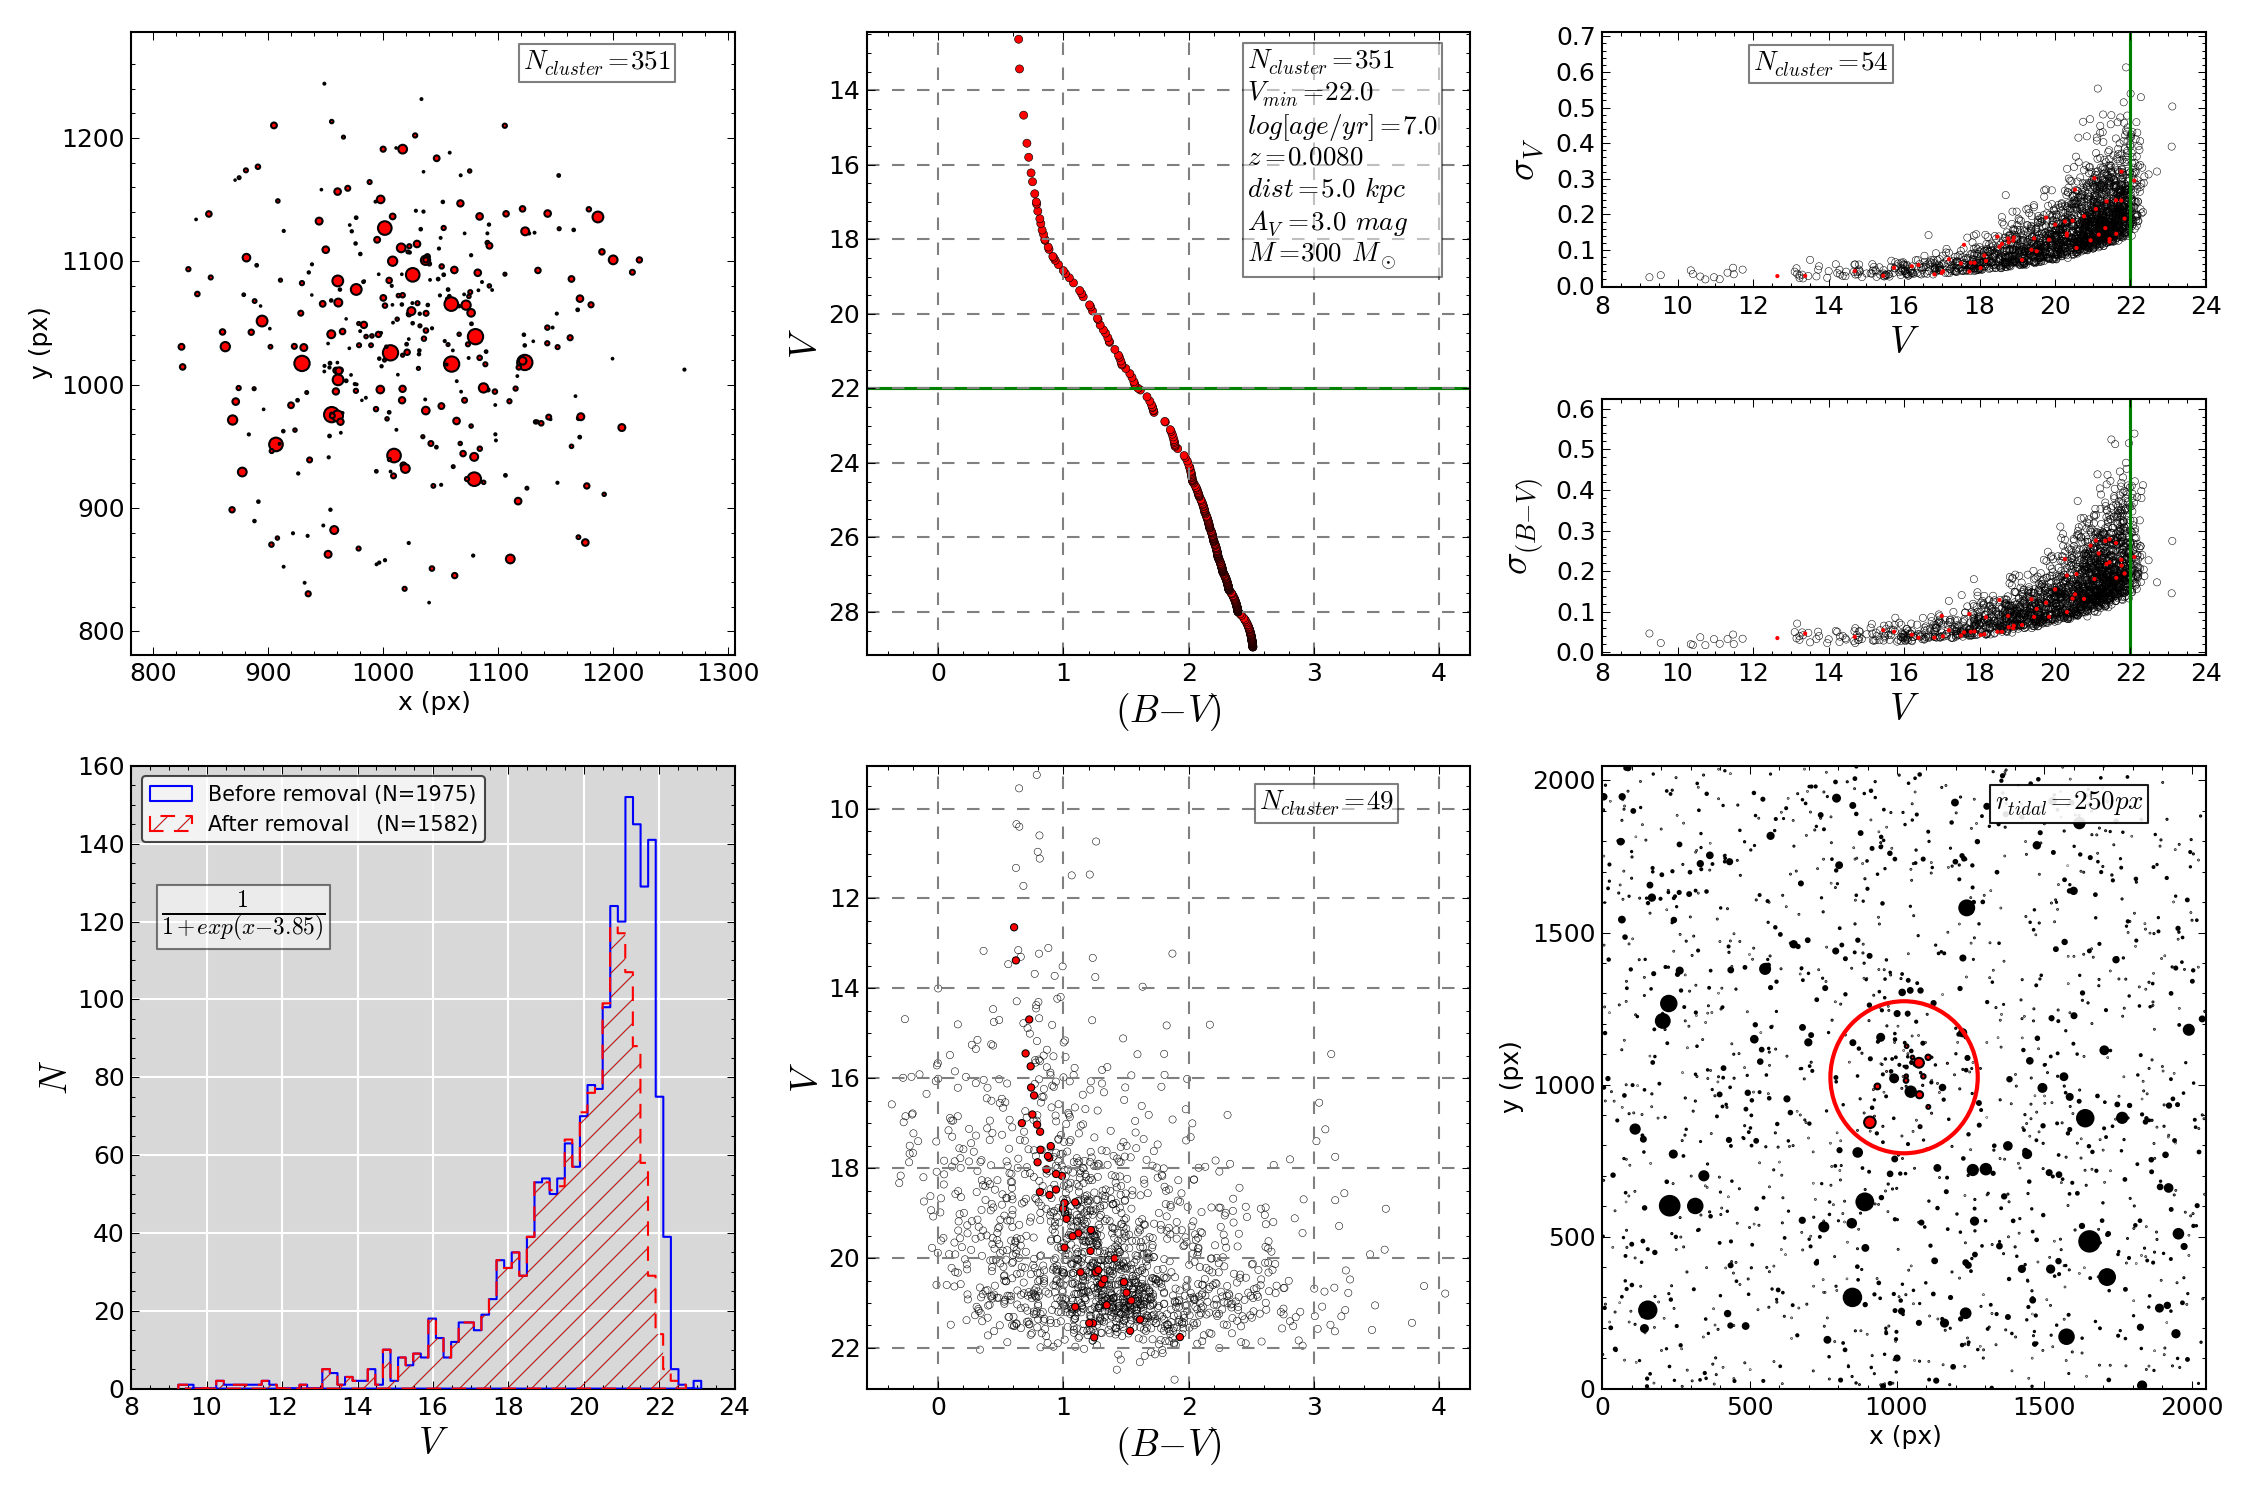 N_cluster=351
y (px)
1200
1100
1000
900
800
800 900 1000 1100 1200 1300
x (px)
N_cluster=351
V_min=22.0
log[age/yr]=7.0
z=0.0080
dist=5.0 kpc
A_V=3.0 mag
M=300 M_⊙
V
14
16
18
20
22
24
26
28
0 1 2 3 4
(B−V)
N_cluster=54
σ_V
0.7
0.6
0.5
0.4
0.3
0.2
0.1
0.0
8 10 12 14 16 18 20 22 24
V
σ_(B−V)
0.6
0.5
0.4
0.3
0.2
0.1
0.0
8 10 12 14 16 18 20 22 24
V
Before removal (N=1975)
After removal (N=1582)
1
1+exp(x−3.85)
N
160
140
120
100
80
60
40
20
0
8 10 12 14 16 18 20 22 24
V
N_cluster=49
V
10
12
14
16
18
20
22
0 1 2 3 4
(B−V)
r_tidal=250px
y (px)
2000
1500
1000
500
0
0 500 1000 1500 2000
x (px)